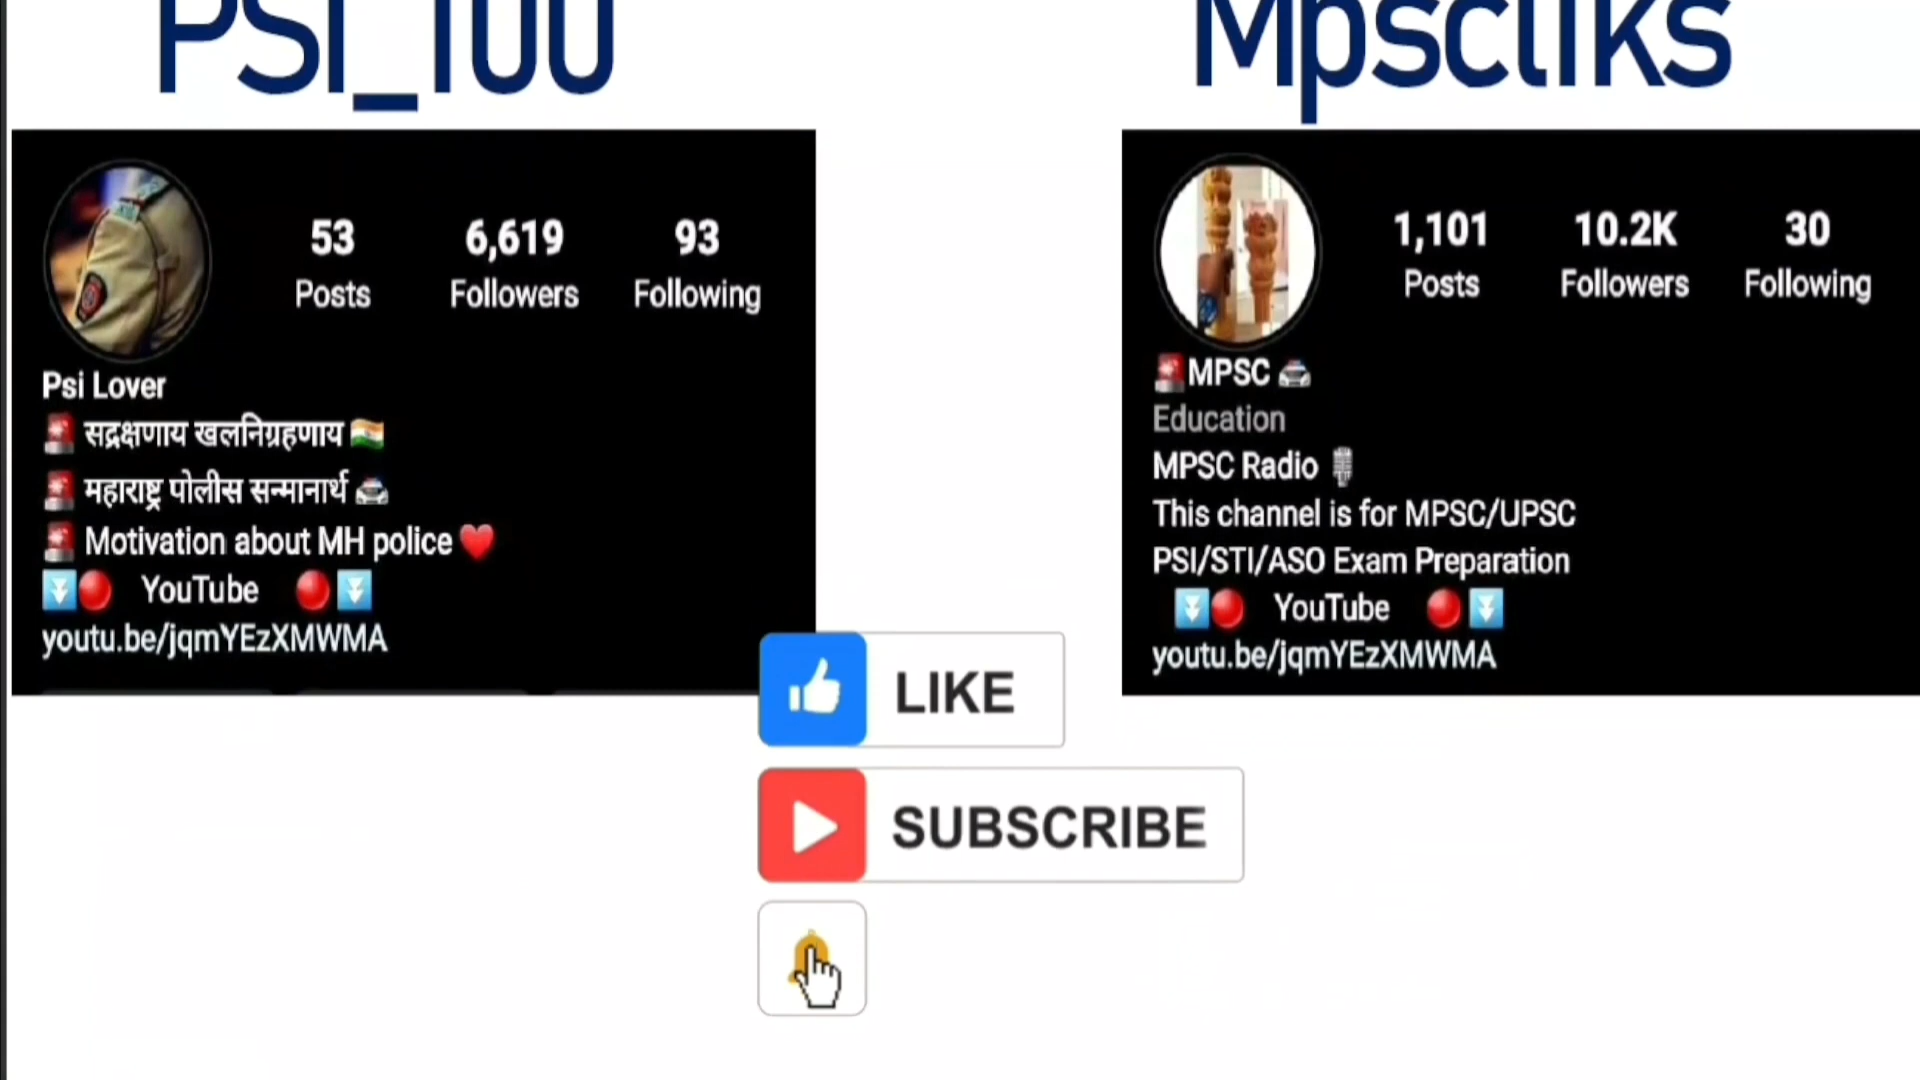 PSI_100
Mpscliks
53
6,619
93
Posts
Followers
Following
Psi Lover
🚨 सद्रक्षणाय खलनिग्रहणाय 🇮🇳
🚨 महाराष्ट्र पोलीस सन्मानार्थ 🚔
🚨 Motivation about MH police ❤️
⏬🔴 YouTube 🔴⏬
youtu.be/jqmYEzXMWMA
1,101
10.2K
30
Posts
Followers
Following
🚨MPSC 🚔
Education
MPSC Radio 🎙
This channel is for MPSC/UPSC
PSI/STI/ASO Exam Preparation
⏬🔴 YouTube 🔴⏬
youtu.be/jqmYEzXMWMA
LIKE
SUBSCRIBE